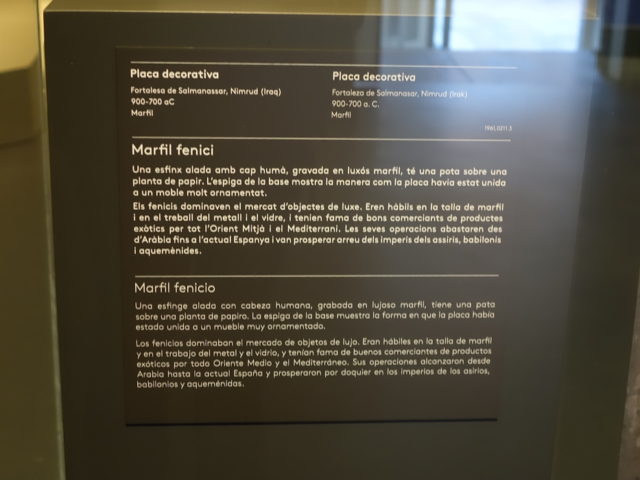 Placa decorativa
Fortalesa de Salmanassar, Nimrud (Iraq)
900-700 aC
Marfil
Placa decorativa
Fortaleza de Salmanasar, Nimrud (Irak)
900-700 a. C.
Marfil
1961,0211.3
Marfil fenici
Una esfinx alada amb cap humà, gravada en luxós marfil, té una pota sobre una
planta de papir. L'espiga de la base mostra la manera com la placa havia estat unida
a un moble molt ornamentat.
Els fenicis dominaven el mercat d'objectes de luxe. Eren hàbils en la talla de marfil
i en el treball del metall i el vidre, i tenien fama de bons comerciants de productes
exòtics per tot l'Orient Mitjà i el Mediterrani. Les seves operacions abastaren des
d'Aràbia fins a l'actual Espanya i van prosperar arreu dels imperis dels assiris, babilonis
i aquemènides.
Marfil fenicio
Una esfinge alada con cabeza humana, grabada en lujoso marfil, tiene una pata
sobre una planta de papiro. La espiga de la base muestra la forma en que la placa había
estado unida a un mueble muy ornamentado.
Los fenicios dominaban el mercado de objetos de lujo. Eran hábiles en la talla de marfil
y en el trabajo del metal y el vidrio, y tenían fama de buenos comerciantes de productos
exóticos por todo Oriente Medio y el Mediterráneo. Sus operaciones alcanzaron desde
Arabia hasta la actual España y prosperaron por doquier en los imperios de los asirios,
babilonios y aqueménidas.